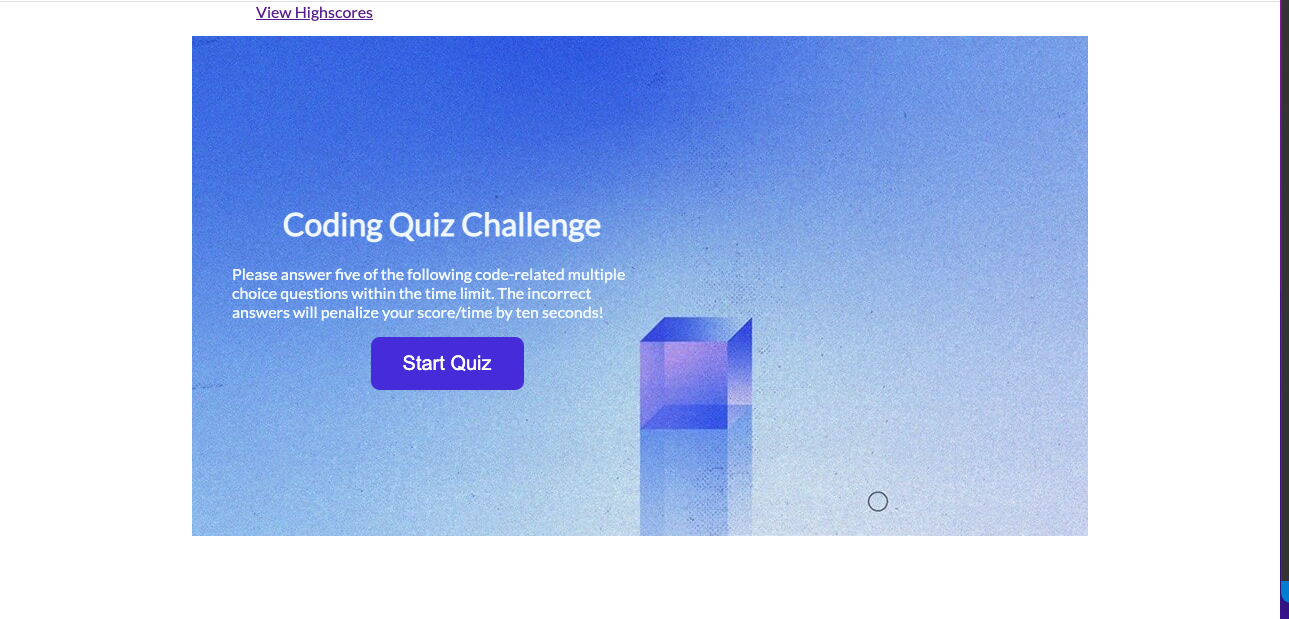 View Highscores
Coding Quiz Challenge
Please answer five of the following code-related multiple
choice questions within the time limit. The incorrect
answers will penalize your score/time by ten seconds!
Start Quiz